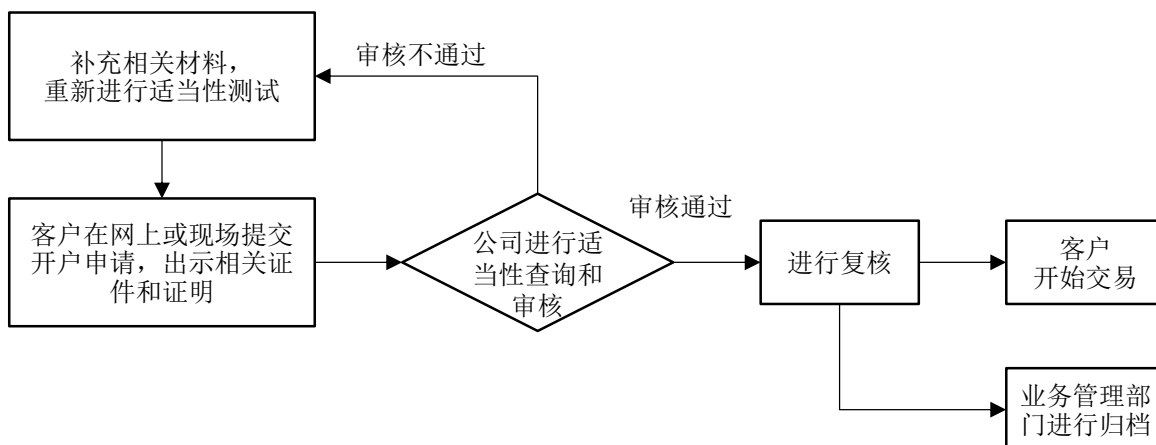 补充相关材料，
重新进行适当性测试
审核不通过
客户在网上或现场提交
开户申请，出示相关证
件和证明
公司进行适
当性查询和
审核
审核通过
进行复核
客户
开始交易
业务管理部
门进行归档